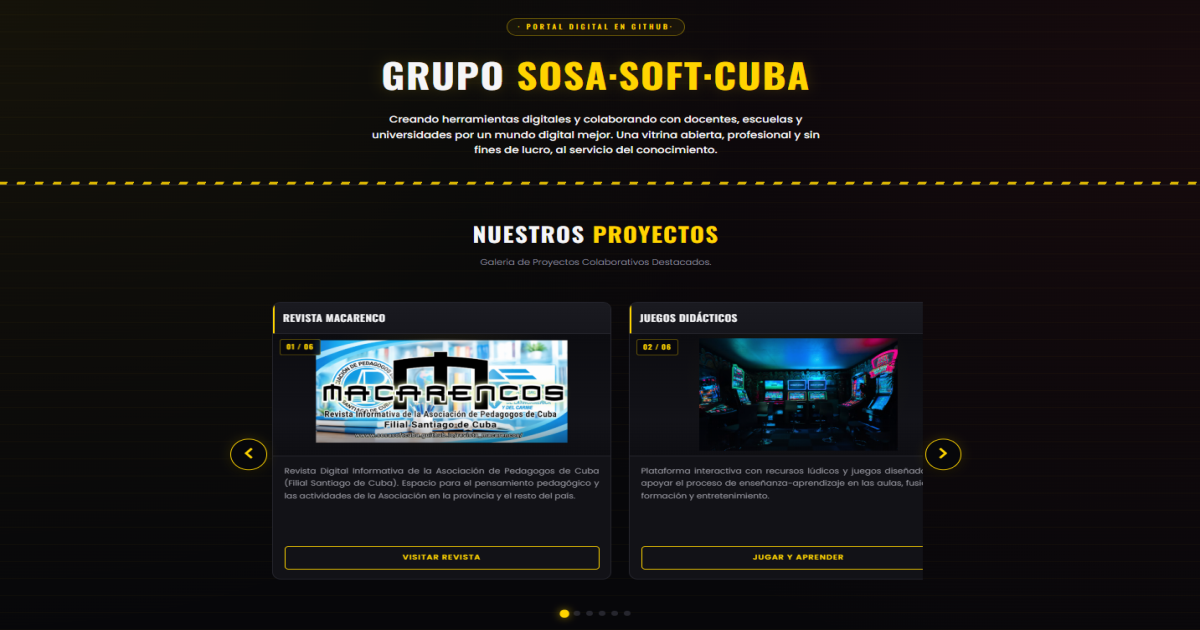 · PORTAL DIGITAL EN GITHUB·
GRUPO SOSA·SOFT·CUBA
Creando herramientas digitales y colaborando con docentes, escuelas y
universidades por un mundo digital mejor. Una vitrina abierta, profesional y sin
fines de lucro, al servicio del conocimiento.
NUESTROS PROYECTOS
Galería de Proyectos Colaborativos Destacados.
REVISTA MACARENCO
01 / 06
MACARENCOS
Revista Informativa de la Asociación de Pedagogos de Cuba
Filial Santiago de Cuba
Revista Digital Informativa de la Asociación de Pedagogos de Cuba
(Filial Santiago de Cuba). Espacio para el pensamiento pedagógico y
las actividades de la Asociación en la provincia y el resto del país.
VISITAR REVISTA
JUEGOS DIDÁCTICOS
02 / 06
Plataforma interactiva con recursos lúdicos y juegos diseñado
apoyar el proceso de enseñanza-aprendizaje en las aulas, fusi
formación y entretenimiento.
JUGAR Y APRENDER